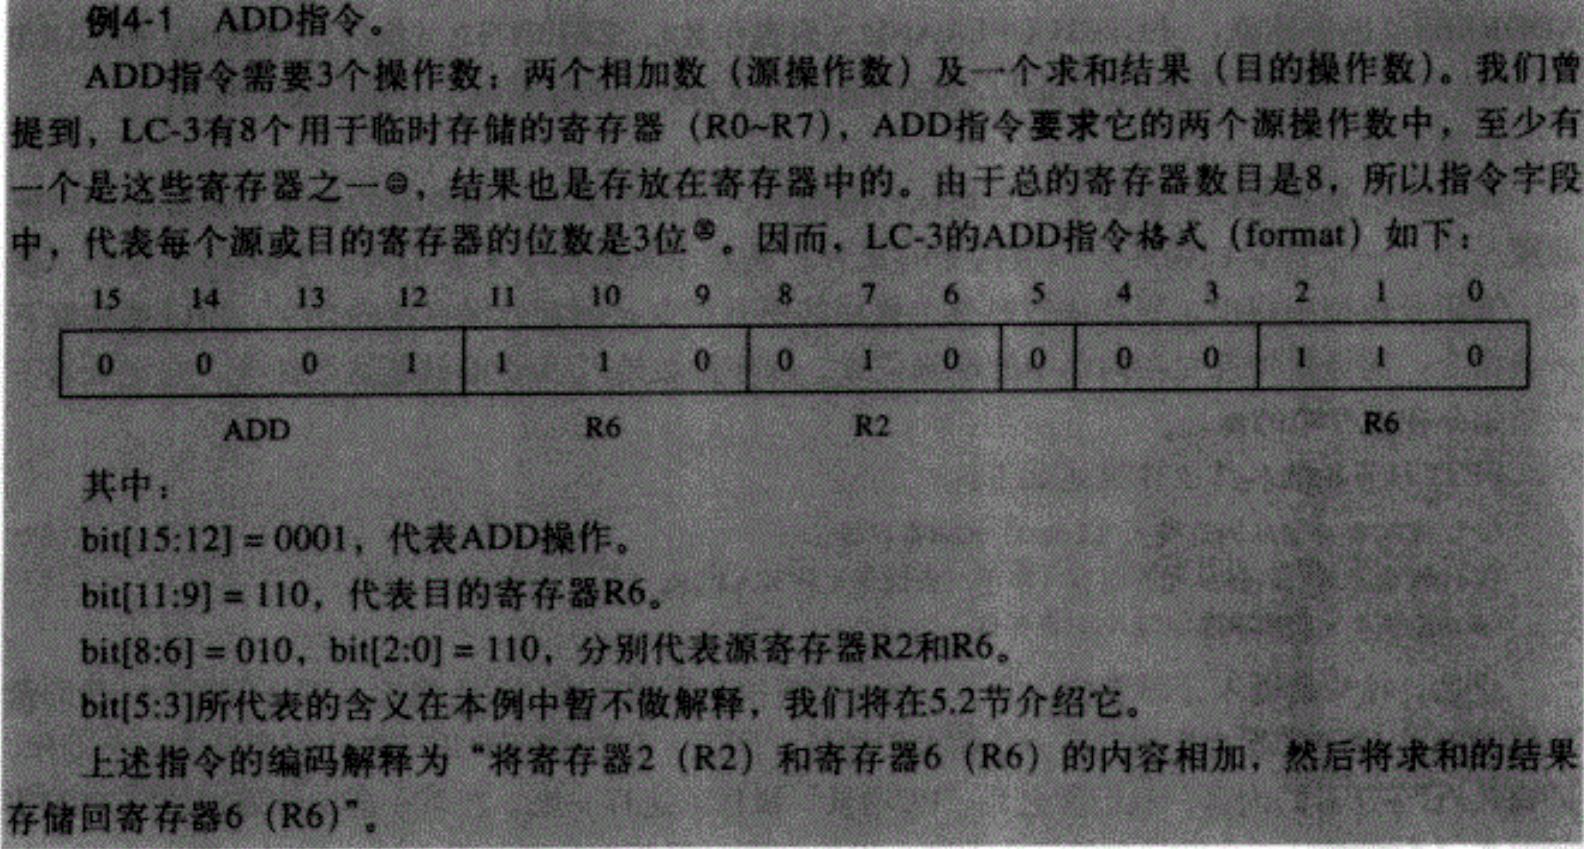 例4-1 ADD指令。
ADD指令需要3个操作数：两个相加数（源操作数）及一个求和结果（目的操作数）。我们曾
提到，LC-3有8个用于临时存储的寄存器（R0~R7），ADD指令要求它的两个源操作数中，至少有
一个是这些寄存器之一㊀，结果也是存放在寄存器中的。由于总的寄存器数目是8，所以指令字段
中，代表每个源或目的寄存器的位数是3位。因而，LC-3的ADD指令格式（format）如下：
15 14 13 12 11 10 9 8 7 6 5 4 3 2 1 0
0 0 0 1 1 1 0 0 1 0 0 0 0 1 1 0
ADD R6 R2 R6
其中：
bit[15:12] = 0001，代表ADD操作。
bit[11:9] = 110，代表目的寄存器R6。
bit[8:6] = 010，bit[2:0] = 110，分别代表源寄存器R2和R6。
bit[5:3]所代表的含义在本例中暂不做解释，我们将在5.2节介绍它。
上述指令的编码解释为“将寄存器2（R2）和寄存器6（R6）的内容相加，然后将求和的结果
存储回寄存器6（R6）”。